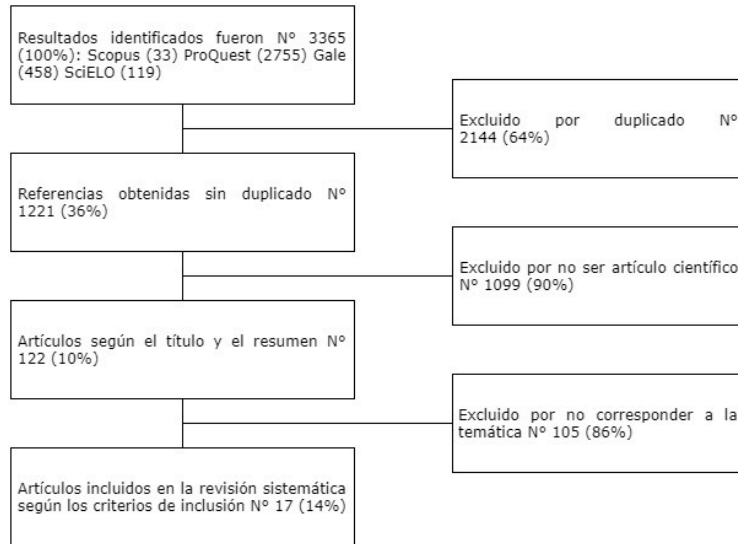 Resultados identificados fueron N° 3365
(100%): Scopus (33) ProQuest (2755) Gale
(458) SciELO (119)
Excluido por duplicado N°
2144 (64%)
Referencias obtenidas sin duplicado N°
1221 (36%)
Excluido por no ser artículo científico
N° 1099 (90%)
Artículos según el título y el resumen N°
122 (10%)
Excluido por no corresponder a la
temática N° 105 (86%)
Artículos incluidos en la revisión sistemática
según los criterios de inclusión N° 17 (14%)